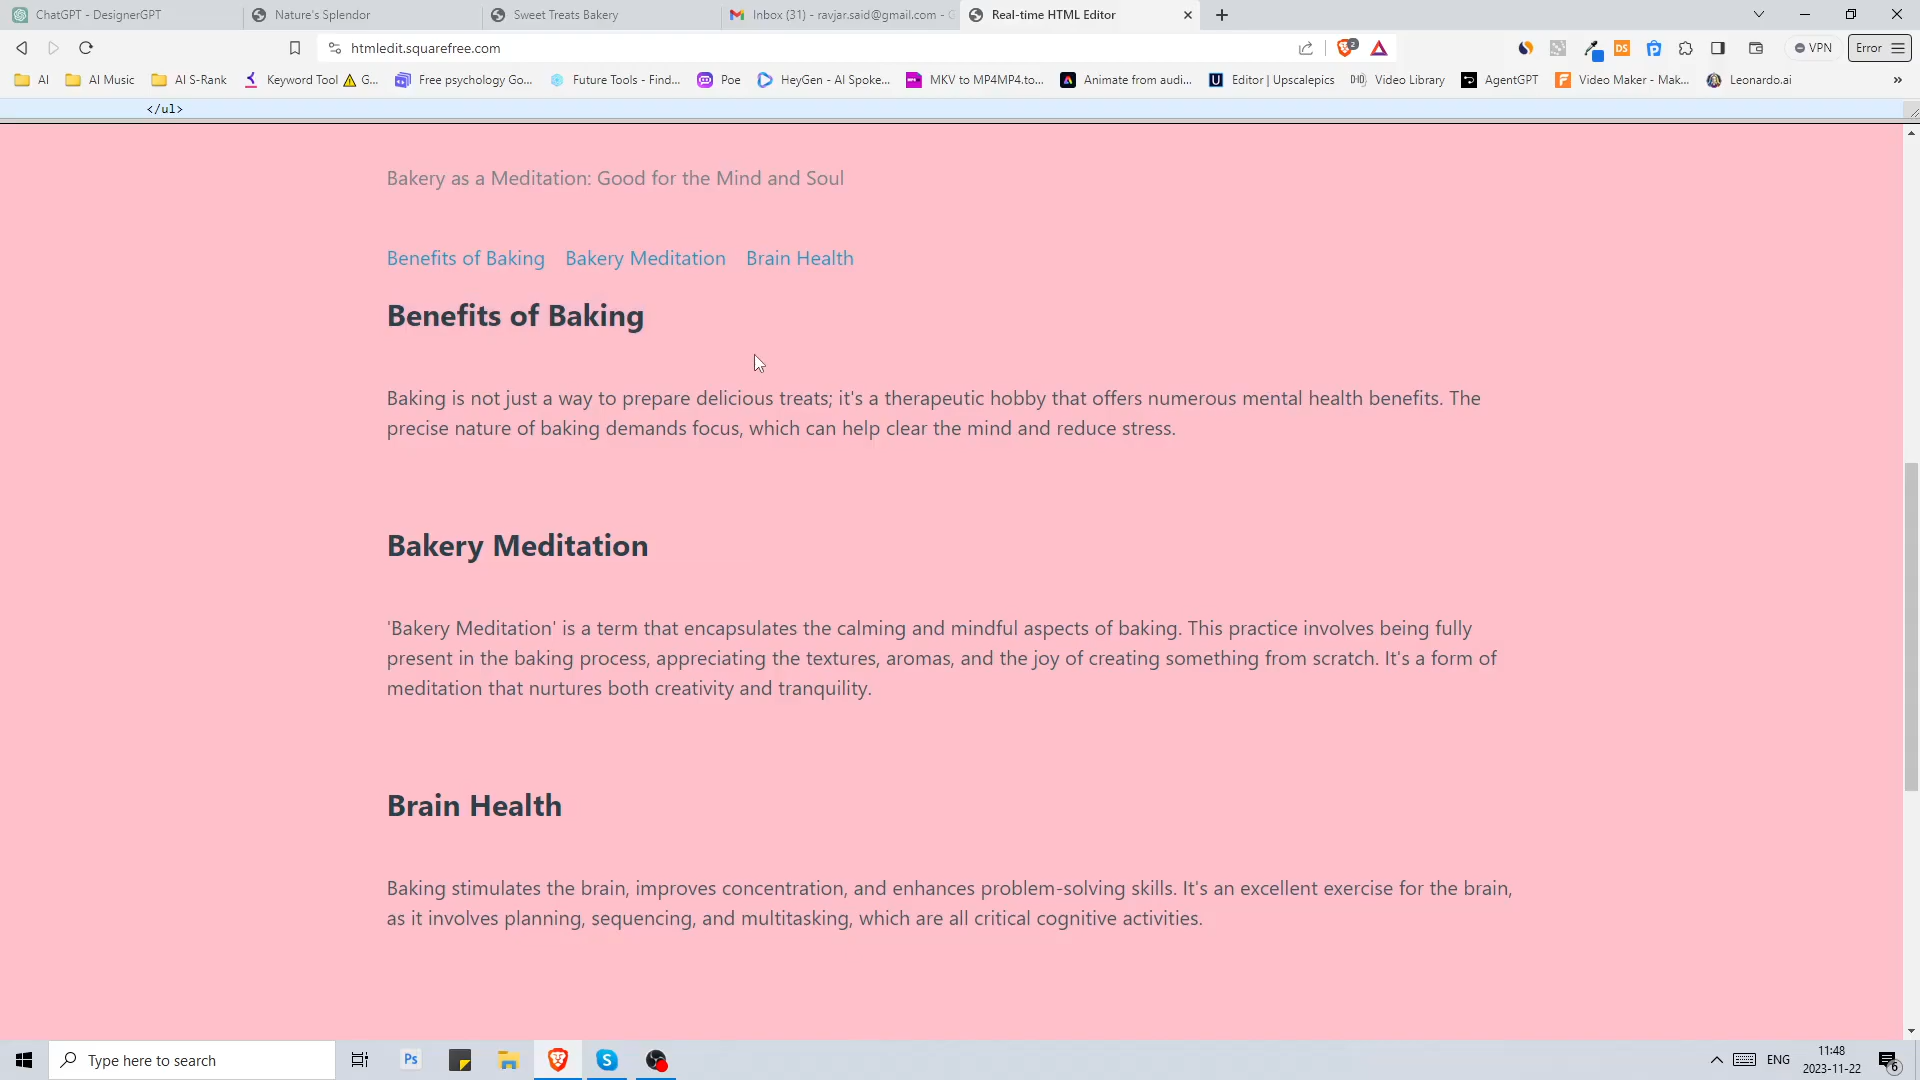 ChatGPT - DesignerGPT
Nature's Splendor
Sweet Treats Bakery
Inbox (31) - ravjar.said@gmail.com - G
Real-time HTML Editor
htmledit.squarefree.com
2
DS
VPN
Error
AI
AI Music
AI S-Rank
Keyword Tool
G...
Free psychology Go...
Future Tools - Find...
Poe
HeyGen - AI Spoke...
MKV to MP4MP4.to...
Animate from audi...
Editor | Upscalepics
Video Library
AgentGPT
Video Maker - Mak...
Leonardo.ai
»
</ul>
Bakery as a Meditation: Good for the Mind and Soul
Benefits of Baking Bakery Meditation Brain Health
Benefits of Baking
Baking is not just a way to prepare delicious treats; it's a therapeutic hobby that offers numerous mental health benefits. The
precise nature of baking demands focus, which can help clear the mind and reduce stress.
Bakery Meditation
'Bakery Meditation' is a term that encapsulates the calming and mindful aspects of baking. This practice involves being fully
present in the baking process, appreciating the textures, aromas, and the joy of creating something from scratch. It's a form of
meditation that nurtures both creativity and tranquility.
Brain Health
Baking stimulates the brain, improves concentration, and enhances problem-solving skills. It's an excellent exercise for the brain,
as it involves planning, sequencing, and multitasking, which are all critical cognitive activities.
Type here to search
Ps
S
ENG
11:48
2023-11-22
6